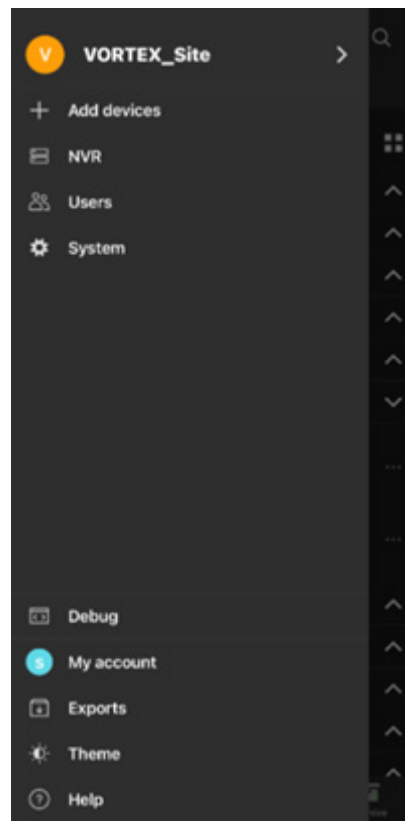 V VORTEX_Site
Add devices
NVR
Users
System
Debug
S My account
Exports
Theme
Help